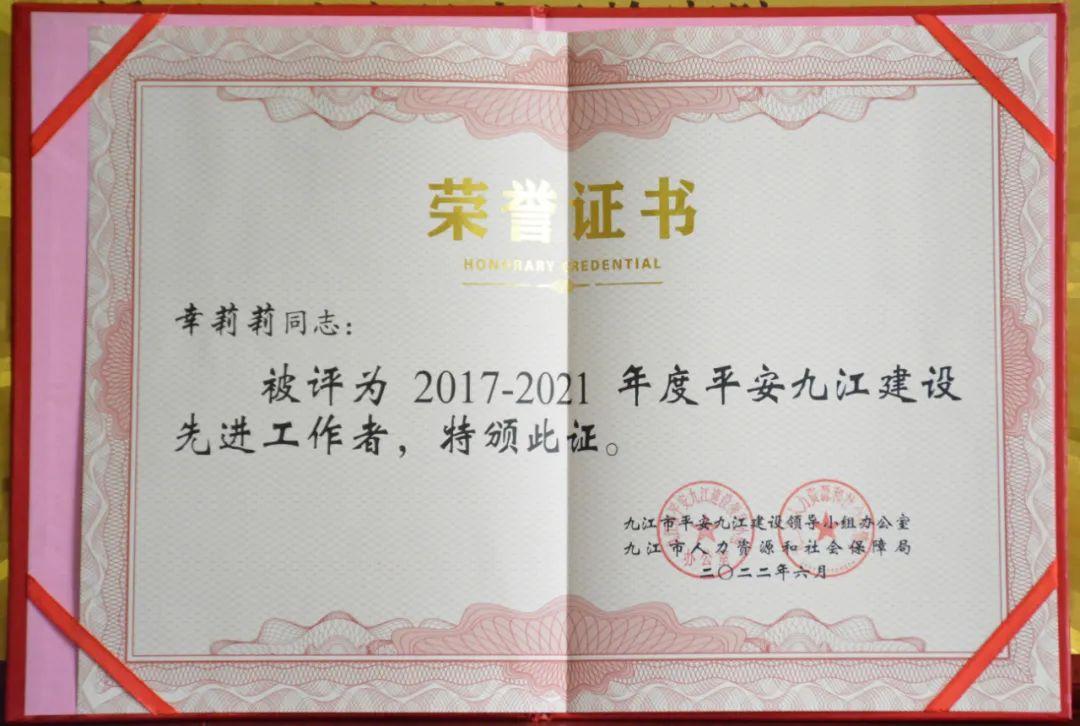 荣誉证书
HONORARY CREDENTIAL
幸莉莉同志：
被评为 2017-2021 年度平安九江建设
先进工作者，特颁此证。
九江市平安九江建设领导小组办公室
九江市人力资源和社会保障局
二〇二二年六月
办公室